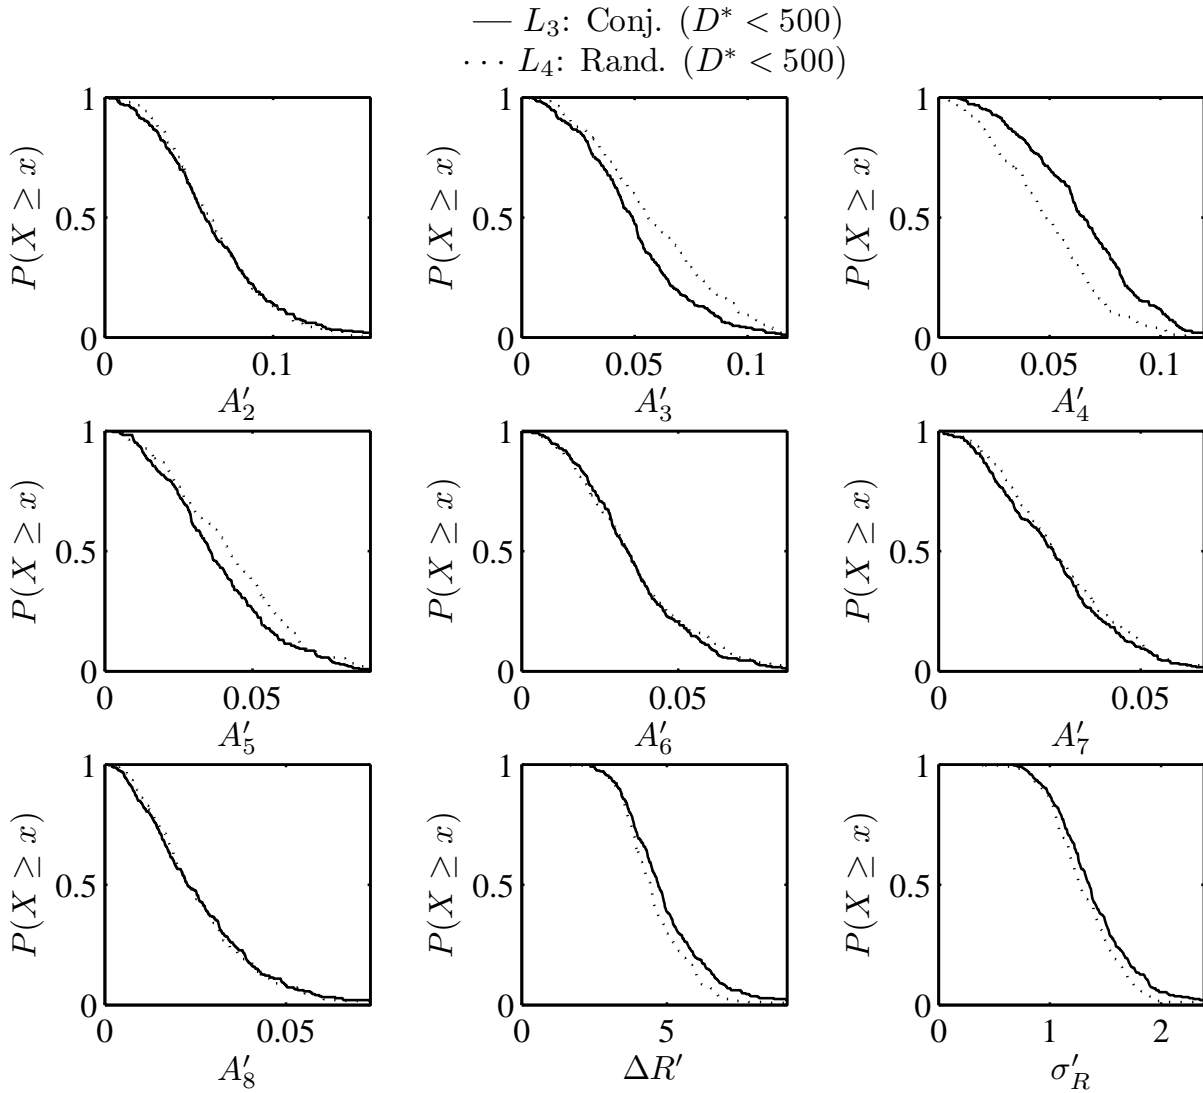 — L₃: Conj. (D* < 500)
··· L₄: Rand. (D* < 500)
1
0.5
0
P(X ≥ x)
0 0.1
A′₂
1
0.5
0
P(X ≥ x)
0 0.05 0.1
A′₃
1
0.5
0
P(X ≥ x)
0 0.05 0.1
A′₄
1
0.5
0
P(X ≥ x)
0 0.05
A′₅
1
0.5
0
P(X ≥ x)
0 0.05
A′₆
1
0.5
0
P(X ≥ x)
0 0.05
A′₇
1
0.5
0
P(X ≥ x)
0 0.05
A′₈
1
0.5
0
P(X ≥ x)
0 5
ΔR′
1
0.5
0
P(X ≥ x)
0 1 2
σ′_R